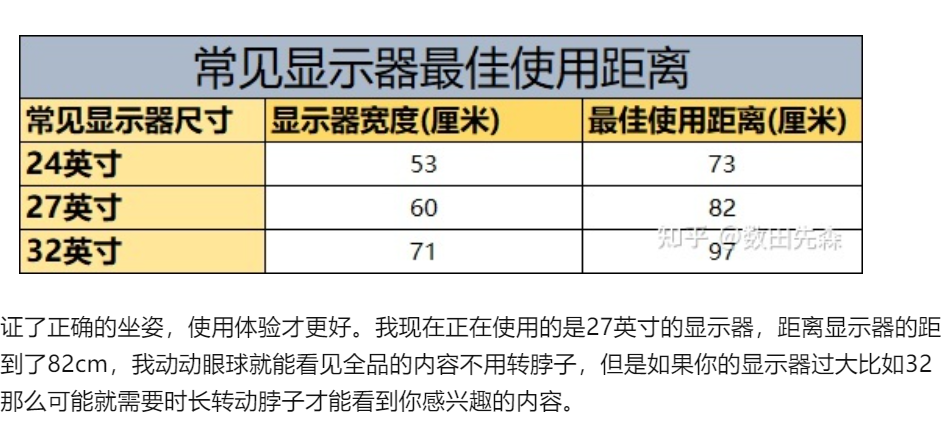 常见显示器最佳使用距离
常见显示器尺寸 显示器宽度(厘米) 最佳使用距离(厘米)
24英寸 53 73
27英寸 60 82
32英寸 71 97
知乎 @数田先森
证了正确的坐姿，使用体验才更好。我现在正在使用的是27英寸的显示器，距离显示器的距
到了82cm，我动动眼球就能看见全品的内容不用转脖子，但是如果你的显示器过大比如32
那么可能就需要时长转动脖子才能看到你感兴趣的内容。